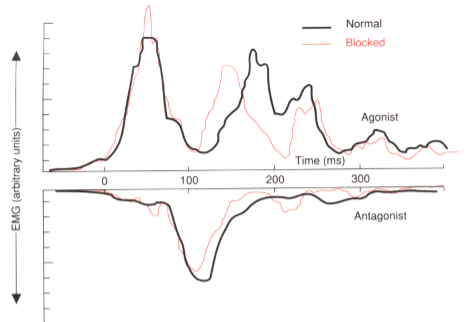 Normal
Blocked
EMG (arbitrary units)
Agonist
Time (ms)
0 100 200 300
Antagonist